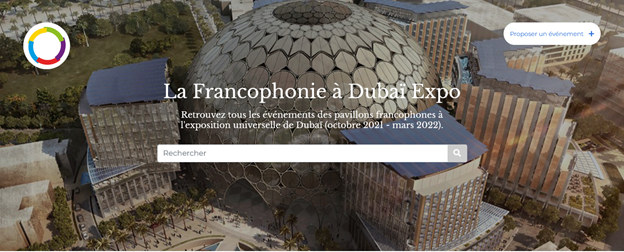 Proposer un événement +
La Francophonie à Dubaï Expo
Retrouvez tous les événements des pavillons francophones à
l'exposition universelle de Dubaï (octobre 2021 - mars 2022).
Rechercher